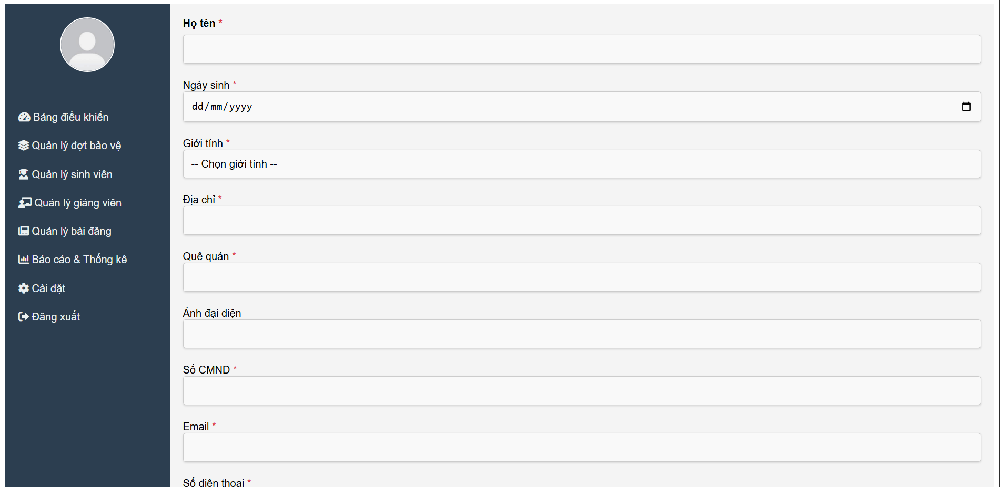 Bảng điều khiển
Quản lý đợt bảo vệ
Quản lý sinh viên
Quản lý giảng viên
Quản lý bài đăng
Báo cáo & Thống kê
Cài đặt
Đăng xuất
Họ tên *
Ngày sinh *
dd/mm/yyyy
Giới tính *
-- Chọn giới tính --
Địa chỉ *
Quê quán *
Ảnh đại diện
Số CMND *
Email *
Số điện thoại *